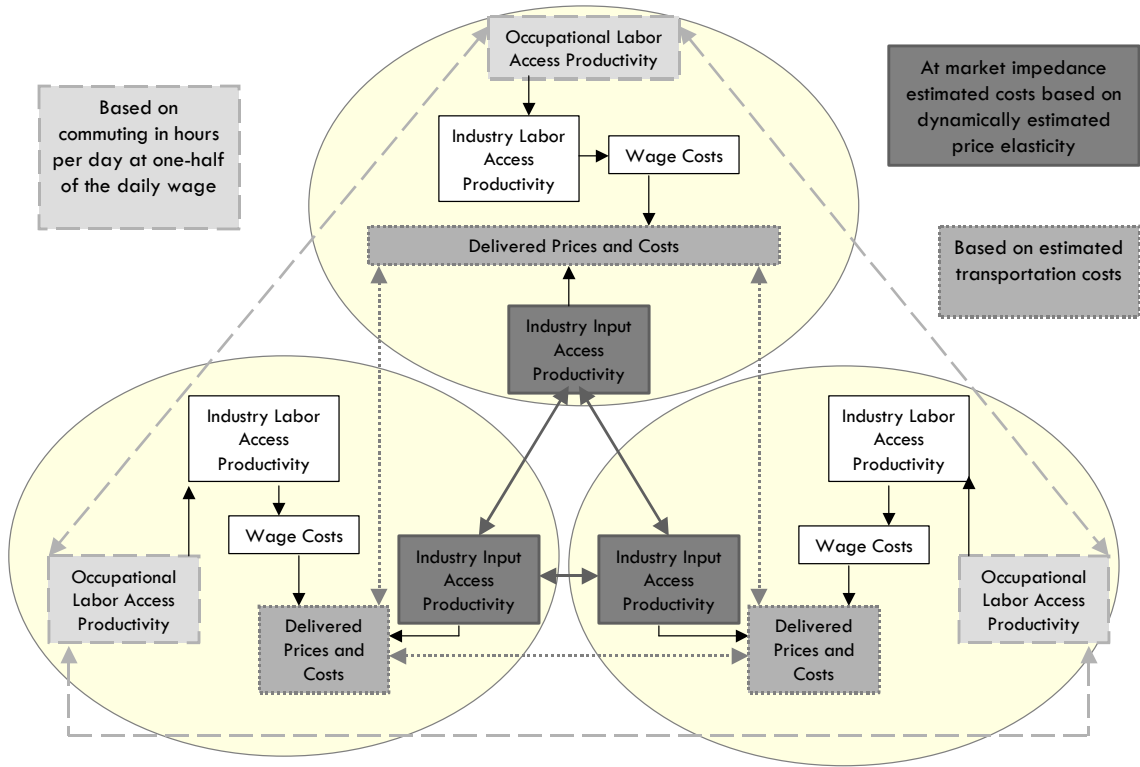 Occupational Labor
Access Productivity
At market impedance
estimated costs based on
dynamically estimated
price elasticity
Based on
commuting in hours
per day at one-half
of the daily wage
Industry Labor
Access
Productivity
Wage Costs
Based on estimated
transportation costs
Delivered Prices and Costs
Industry Input
Access
Productivity
Industry Labor
Access
Productivity
Wage Costs
Occupational
Labor Access
Productivity
Industry Input
Access
Productivity
Delivered
Prices and
Costs
Industry Labor
Access
Productivity
Wage Costs
Industry Input
Access
Productivity
Occupational
Labor Access
Productivity
Delivered
Prices and
Costs